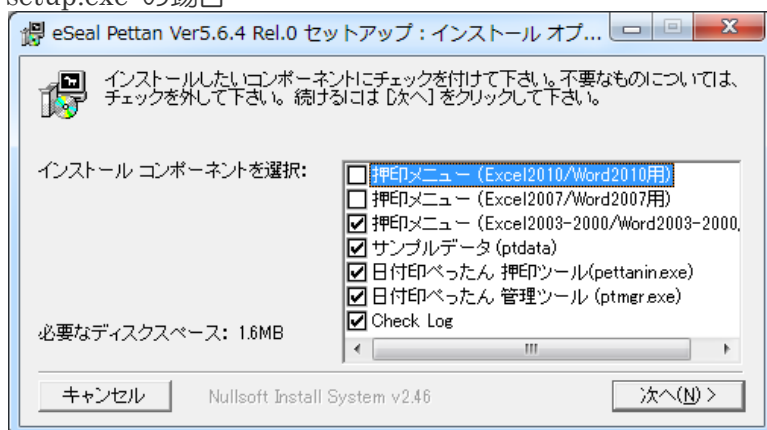 setup.exe の場合
eSeal Pettan Ver5.6.4 Rel.0 セットアップ：インストール オプ...
インストールしたいコンポーネントにチェックを付けて下さい。不要なものについては、
チェックを外して下さい。続けるには [次へ] をクリックして下さい。
インストール コンポーネントを選択:
押印メニュー (Excel2010/Word2010用)
押印メニュー (Excel2007/Word2007用)
押印メニュー (Excel2003-2000/Word2003-2000,
サンプルデータ (ptdata)
日付印ぺったん 押印ツール(pettanin.exe)
日付印ぺったん 管理ツール (ptmgr.exe)
Check Log
必要なディスクスペース: 1.6MB
キャンセル
Nullsoft Install System v2.46
次へ(N) >